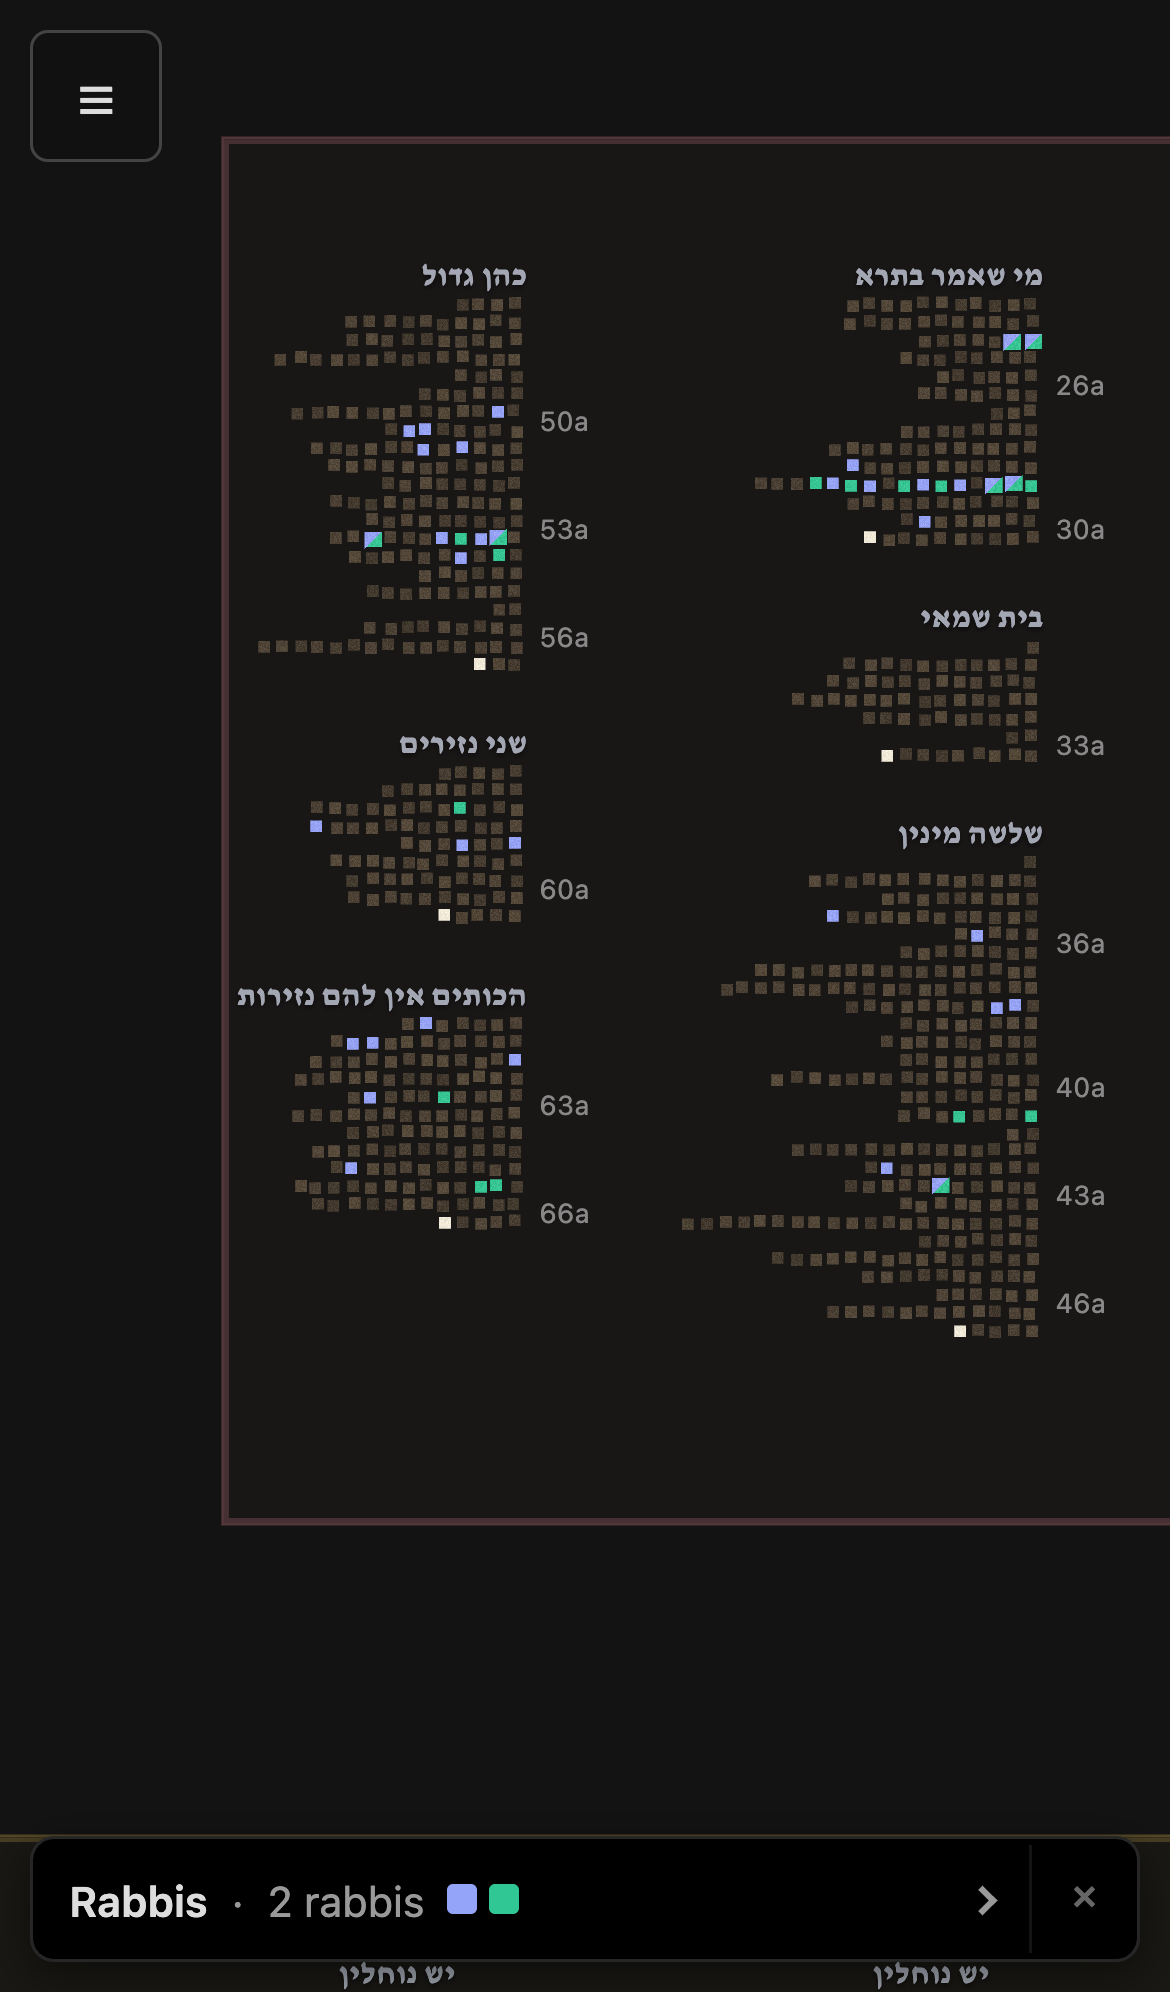 מי שאמר בתרא
26a
30a
בית שמאי
33a
שלשה מינין
36a
40a
43a
46a
כהן גדול
50a
53a
56a
שני נזירים
60a
הכותים אין להם נזירות
63a
66a
Rabbis · 2 rabbis
יש נוחלין
יש נוחלין